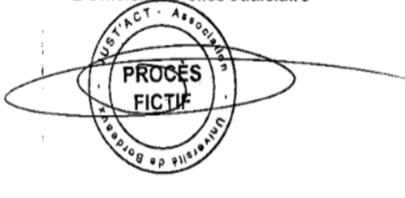 JUST'ACT - Association - Université de Bordeaux -
PROCÈS
FICTIF